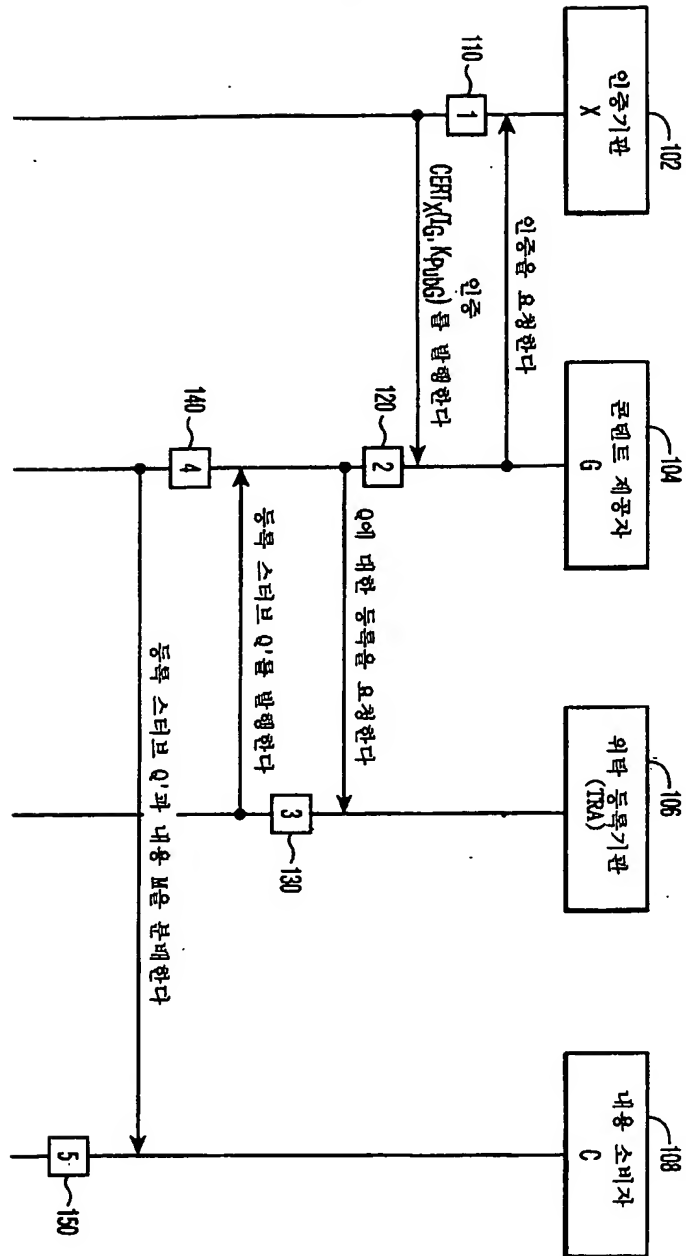 102
인증기관
X
104
콘텐트 제공자
G
106
위탁 등록기관
(TRA)
108
내용 소비자
C
인증을 요청한다
110
1
인증
CERTX(IG, KpubG) 를 발행한다
120
2
Q에 대한 등록을 요청한다
3
130
등록 스터브 Q'를 발행한다
140
4
등록 스터브 Q'과 내용 M을 분배한다
5
150